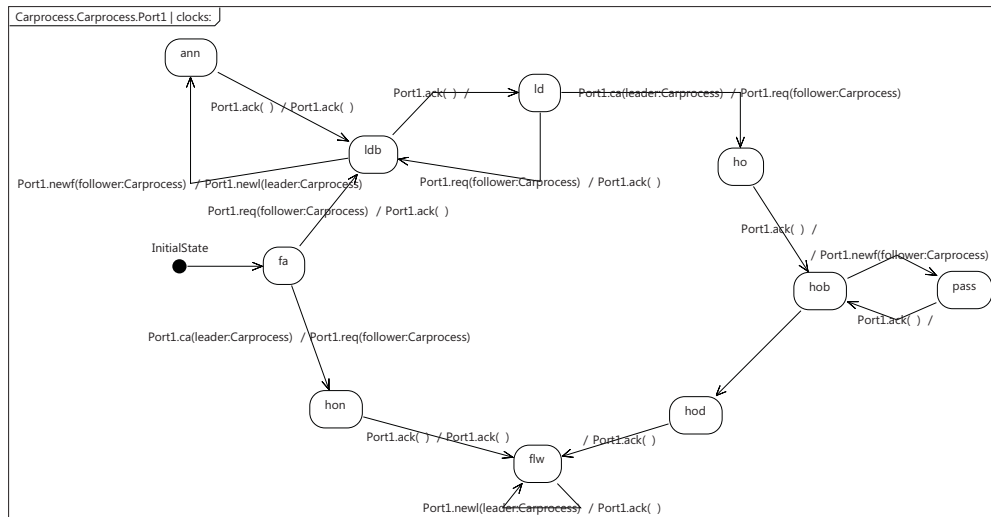 Carprocess.Carprocess.Port1 | clocks:
ann
ld
Port1.ack( ) /
Port1.ca(leader:Carprocess) / Port1.req(follower:Carprocess)
Port1.ack( ) / Port1.ack( )
ldb
ho
Port1.newf(follower:Carprocess) / Port1.newl(leader:Carprocess)
Port1.req(follower:Carprocess) / Port1.ack( )
Port1.req(follower:Carprocess) / Port1.ack( )
Port1.ack( ) /
InitialState
fa
/ Port1.newf(follower:Carprocess)
hob
pass
Port1.ack( ) /
Port1.ca(leader:Carprocess) / Port1.req(follower:Carprocess)
hon
hod
Port1.ack( ) / Port1.ack( )
/ Port1.ack( )
flw
Port1.newl(leader:Carprocess) / Port1.ack( )